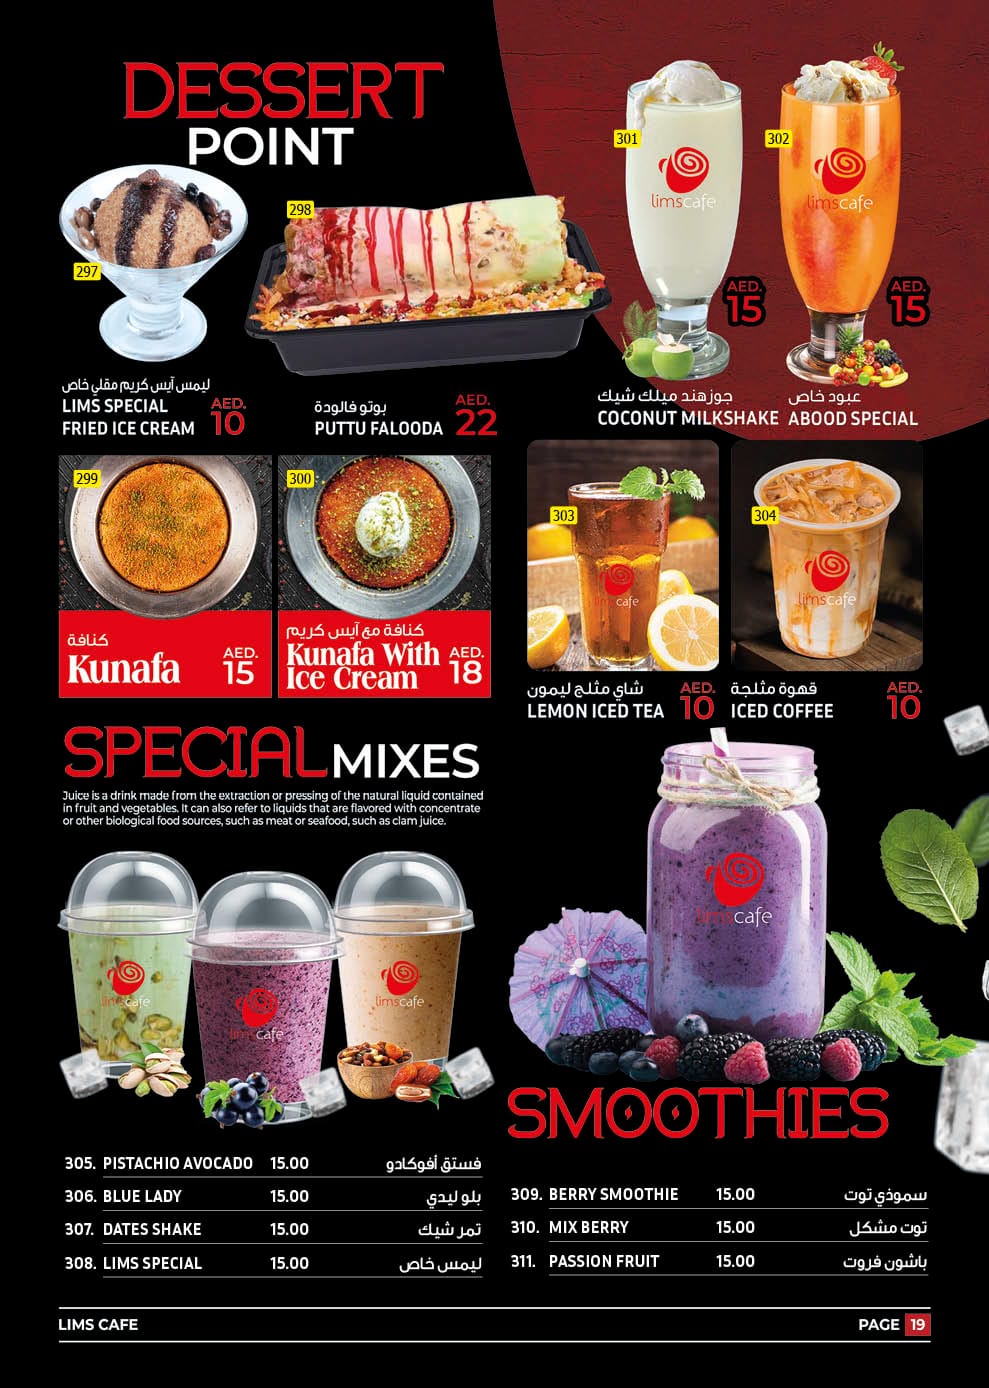 DESSERT
POINT
297
ليمس آيس كريم مقلي خاص
LIMS SPECIAL
FRIED ICE CREAM
AED.
10
298
بوتو فالودة
PUTTU FALOODA
AED.
22
301
limscafe
AED.
15
جوزهند ميلك شيك
COCONUT MILKSHAKE
302
limscafe
AED.
15
عبود خاص
ABOOD SPECIAL
299
كنافة
Kunafa
AED.
15
300
كنافة مع آيس كريم
Kunafa With
Ice Cream
AED.
18
303
limscafe
شاي مثلج ليمون
LEMON ICED TEA
AED.
10
304
limscafe
قهوة مثلجة
ICED COFFEE
AED.
10
SPECIAL MIXES
Juice is a drink made from the extraction or pressing of the natural liquid contained
in fruit and vegetables. It can also refer to liquids that are flavored with concentrate
or other biological food sources, such as meat or seafood, such as clam juice.
limscafe
limscafe
limscafe
305. PISTACHIO AVOCADO 15.00 فستق أفوكادو
306. BLUE LADY 15.00 بلو ليدي
307. DATES SHAKE 15.00 تمر شيك
308. LIMS SPECIAL 15.00 ليمس خاص
limscafe
SMOOTHIES
309. BERRY SMOOTHIE 15.00 سموذي توت
310. MIX BERRY 15.00 توت مشكل
311. PASSION FRUIT 15.00 باشون فروت
LIMS CAFE
PAGE 19